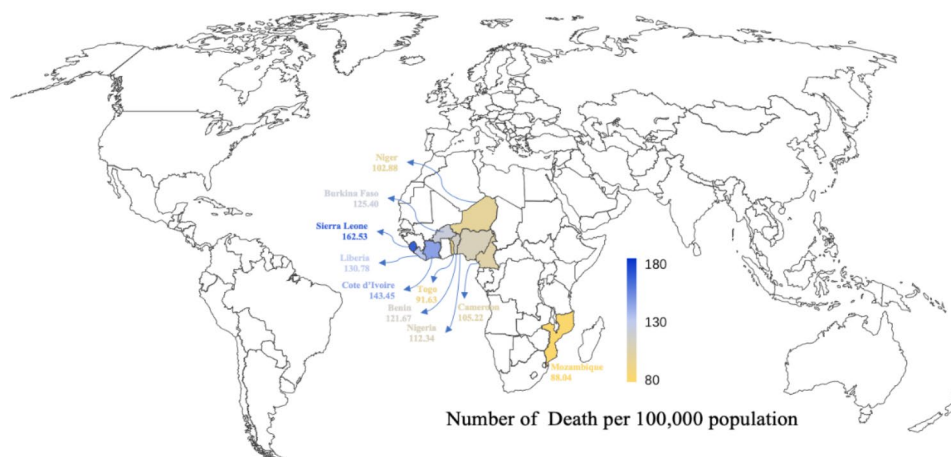 Niger
102.88
Burkina Faso
125.40
Sierra Leone
162.53
Liberia
130.78
Cote d'Ivoire
143.45
Togo
91.63
Benin
121.67
Cameroon
105.22
Nigeria
112.34
Mozambique
88.04
180
130
80
Number of Death per 100,000 population